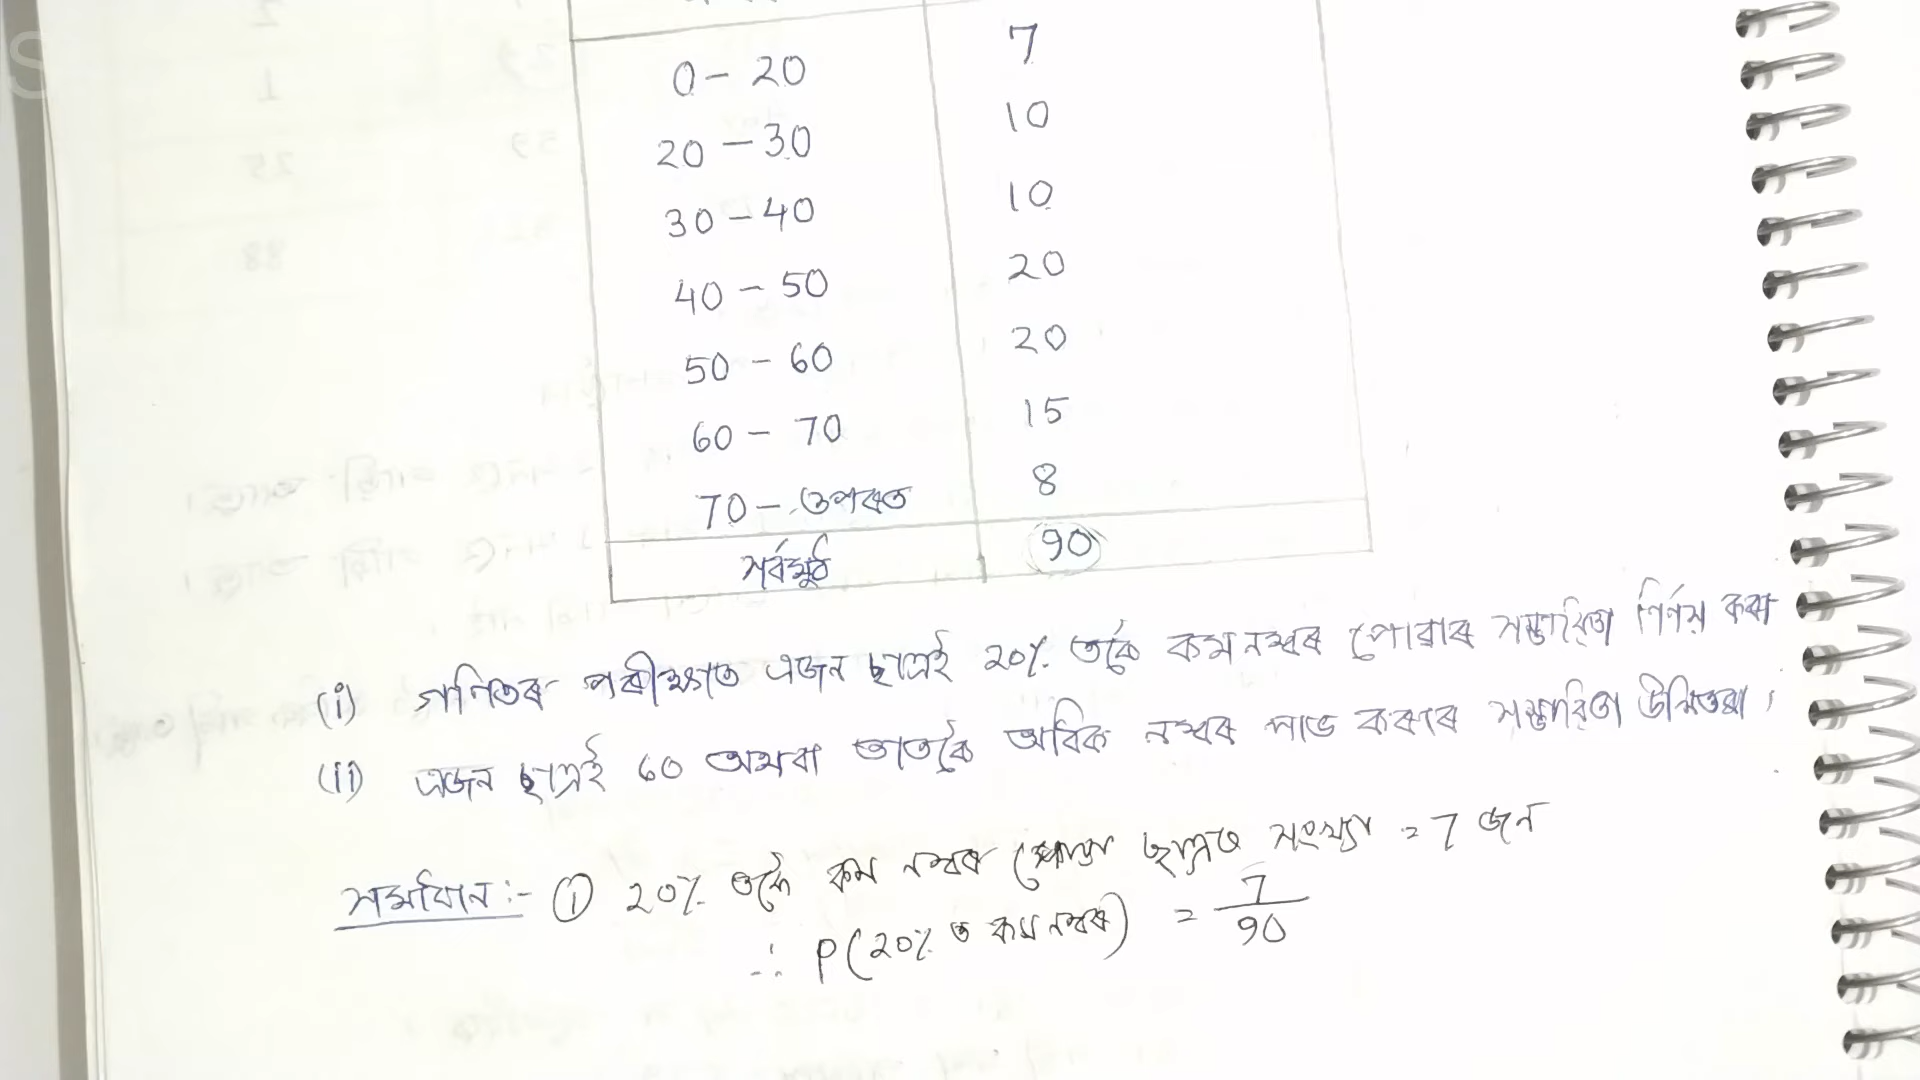 0 - 20 7
20 - 30 10
30 - 40 10
40 - 50 20
50 - 60 20
60 - 70 15
70 - ওপৰত 8
সৰ্বমুঠ 90
(i) গণিতৰ পৰীক্ষাত এজন ছাত্ৰই 20% তকৈ কম নম্বৰ পোৱাৰ সম্ভাৱিতা নিৰ্ণয় কৰা
(ii) এজন ছাত্ৰই 60 অথবা তাতকৈ অধিক নম্বৰ লাভ কৰাৰ সম্ভাৱিতা উলিওৱা।
সমাধান :- (i) 20% তকৈ কম নম্বৰ পোৱা ছাত্ৰৰ সংখ্যা = 7 জন
∴ P(20% ত কম নম্বৰ) = 7/90